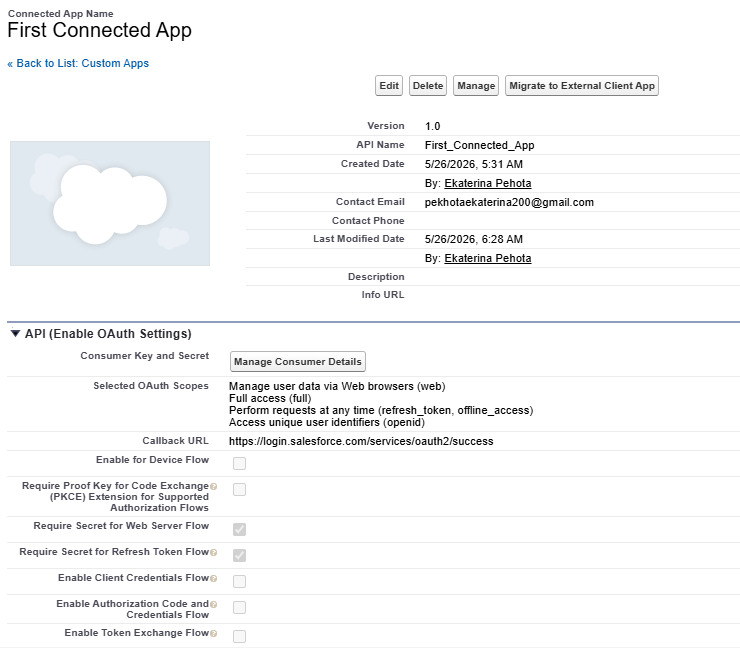 Connected App Name
First Connected App
« Back to List: Custom Apps
Edit Delete Manage Migrate to External Client App
Version 1.0
API Name First_Connected_App
Created Date 5/26/2026, 5:31 AM
By: Ekaterina Pehota
Contact Email pekhotaekaterina200@gmail.com
Contact Phone
Last Modified Date 5/26/2026, 6:28 AM
By: Ekaterina Pehota
Description
Info URL
API (Enable OAuth Settings)
Consumer Key and Secret Manage Consumer Details
Selected OAuth Scopes Manage user data via Web browsers (web)
Full access (full)
Perform requests at any time (refresh_token, offline_access)
Access unique user identifiers (openid)
Callback URL https://login.salesforce.com/services/oauth2/success
Enable for Device Flow
Require Proof Key for Code Exchange
(PKCE) Extension for Supported
Authorization Flows
Require Secret for Web Server Flow
Require Secret for Refresh Token Flow
Enable Client Credentials Flow
Enable Authorization Code and
Credentials Flow
Enable Token Exchange Flow